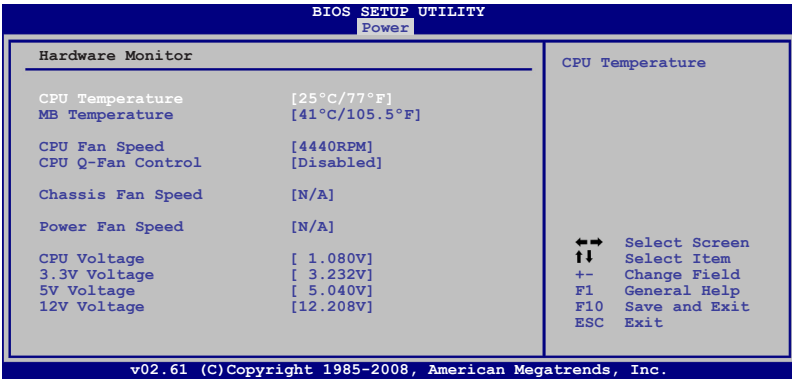 BIOS SETUP UTILITY
Power
Hardware Monitor
CPU Temperature [25°C/77°F]
MB Temperature [41°C/105.5°F]
CPU Fan Speed [4440RPM]
CPU Q-Fan Control [Disabled]
Chassis Fan Speed [N/A]
Power Fan Speed [N/A]
CPU Voltage [ 1.080V]
3.3V Voltage [ 3.232V]
5V Voltage [ 5.040V]
12V Voltage [12.208V]
CPU Temperature
←→ Select Screen
↑↓ Select Item
+- Change Field
F1 General Help
F10 Save and Exit
ESC Exit
v02.61 (C)Copyright 1985-2008, American Megatrends, Inc.